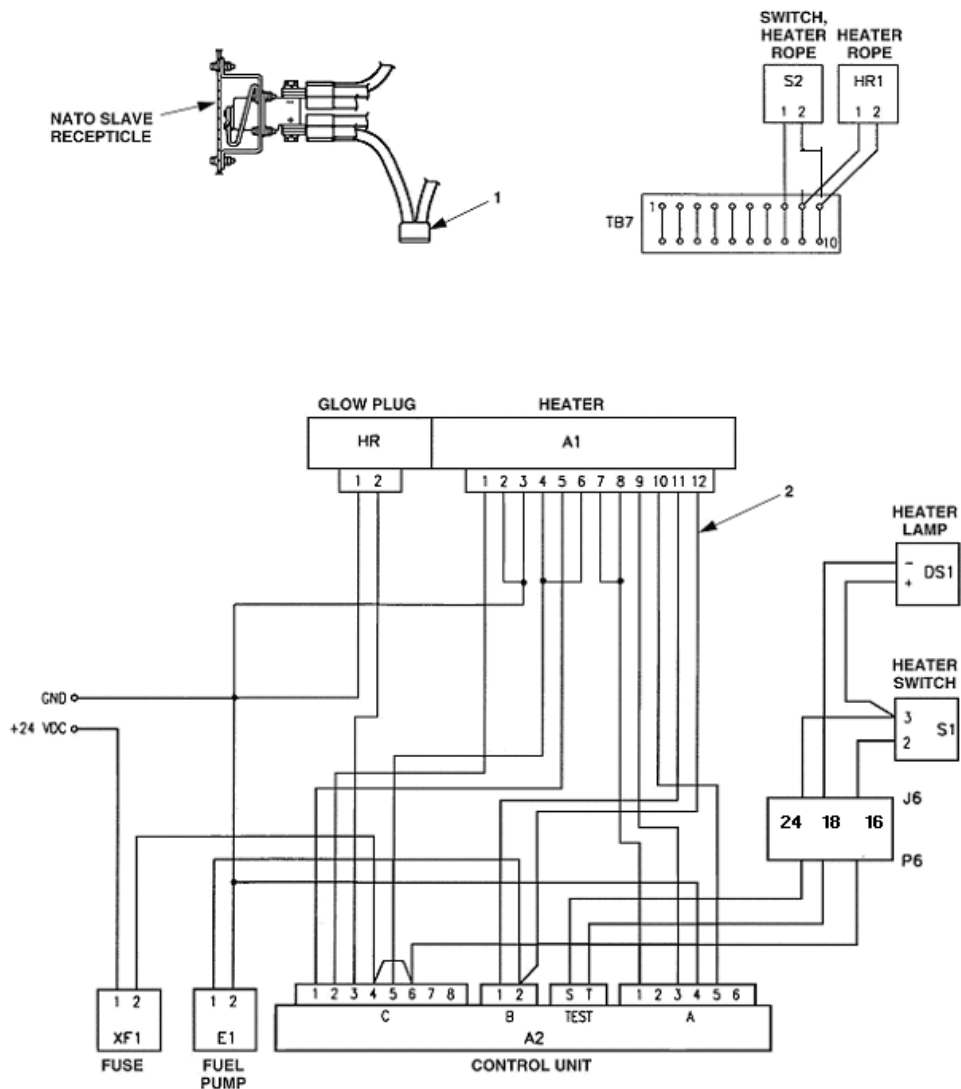 NATO SLAVE
RECEPTICLE
1
SWITCH,
HEATER
ROPE
HEATER
ROPE
S2
HR1
1 2
1 2
TB7
1
10
GLOW PLUG
HEATER
HR
A1
1 2
1 2 3 4 5 6 7 8 9 10 11 12
2
HEATER
LAMP
-
+
DS1
HEATER
SWITCH
3
2
S1
GND
+24 VDC
J6
24 18 16
P6
1 2
XF1
FUSE
1 2
E1
FUEL
PUMP
1 2 3 4 5 6 7 8
C
1 2
B
S T
TEST
1 2 3 4 5 6
A
A2
CONTROL UNIT